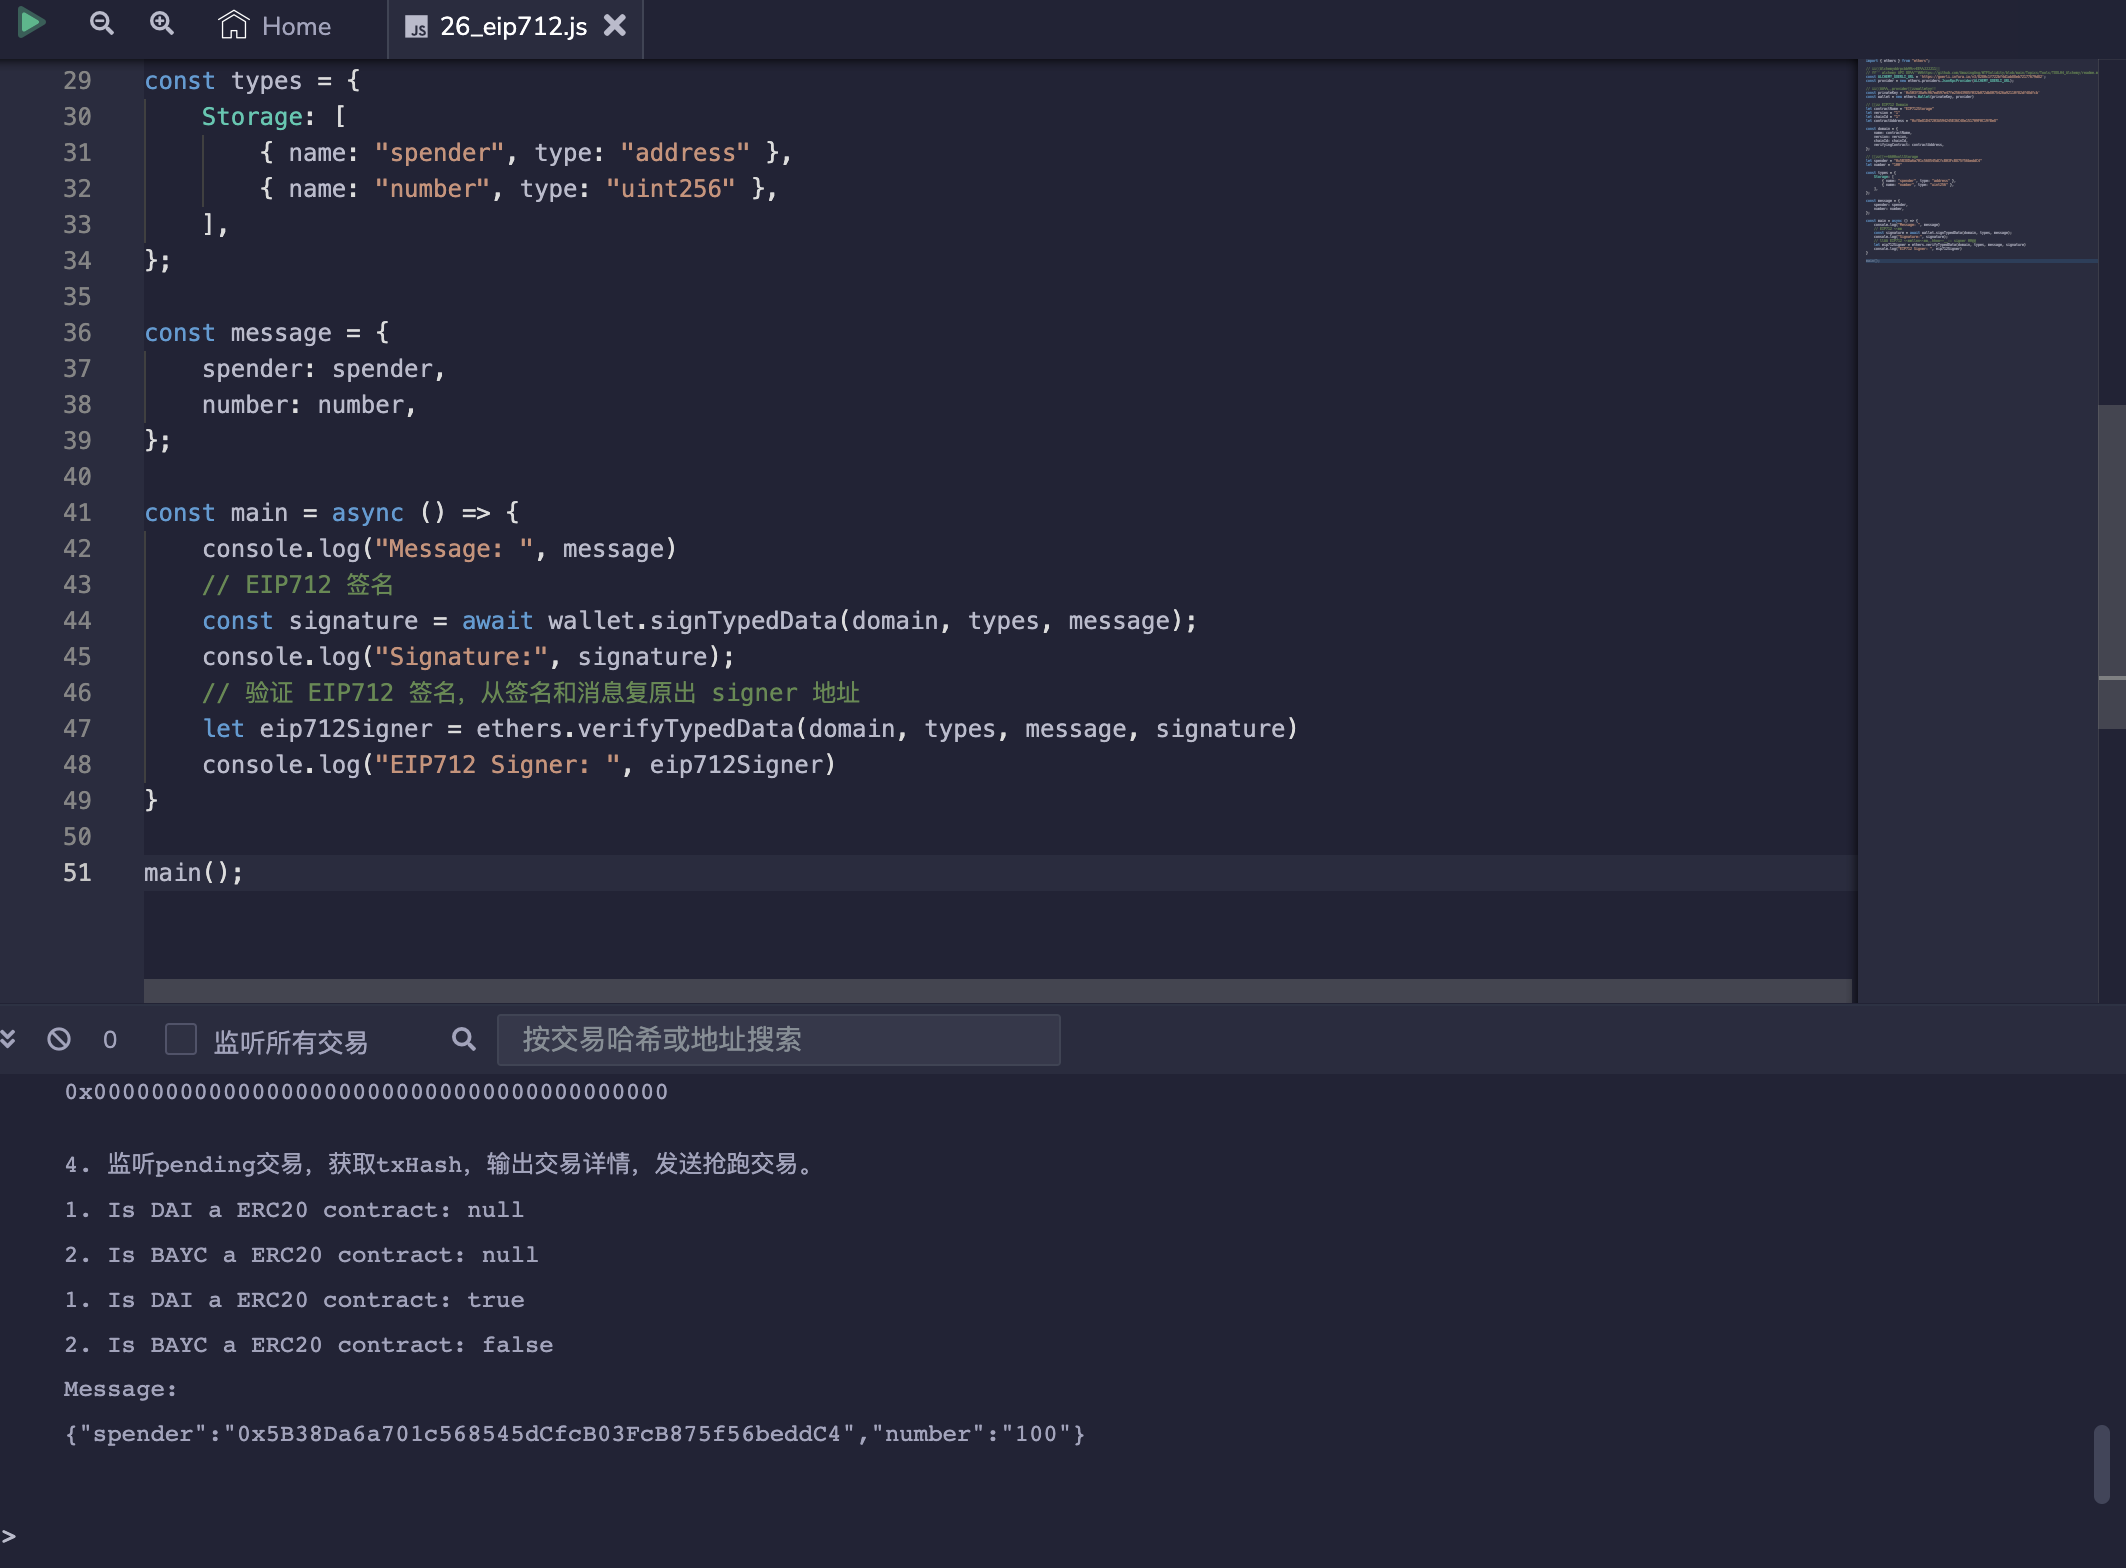 Home
JS 26_eip712.js
29 const types = {
30 Storage: [
31 { name: "spender", type: "address" },
32 { name: "number", type: "uint256" },
33 ],
34 };
35
36 const message = {
37 spender: spender,
38 number: number,
39 };
40
41 const main = async () => {
42 console.log("Message: ", message)
43 // EIP712 签名
44 const signature = await wallet.signTypedData(domain, types, message);
45 console.log("Signature:", signature);
46 // 验证 EIP712 签名，从签名和消息复原出 signer 地址
47 let eip712Signer = ethers.verifyTypedData(domain, types, message, signature)
48 console.log("EIP712 Signer: ", eip712Signer)
49 }
50
51 main();
0 监听所有交易 按交易哈希或地址搜索
0x0000000000000000000000000000000000000000
4. 监听pending交易，获取txHash，输出交易详情，发送抢跑交易。
1. Is DAI a ERC20 contract: null
2. Is BAYC a ERC20 contract: null
1. Is DAI a ERC20 contract: true
2. Is BAYC a ERC20 contract: false
Message:
{"spender":"0x5B38Da6a701c568545dCfcB03FcB875f56beddC4","number":"100"}
>